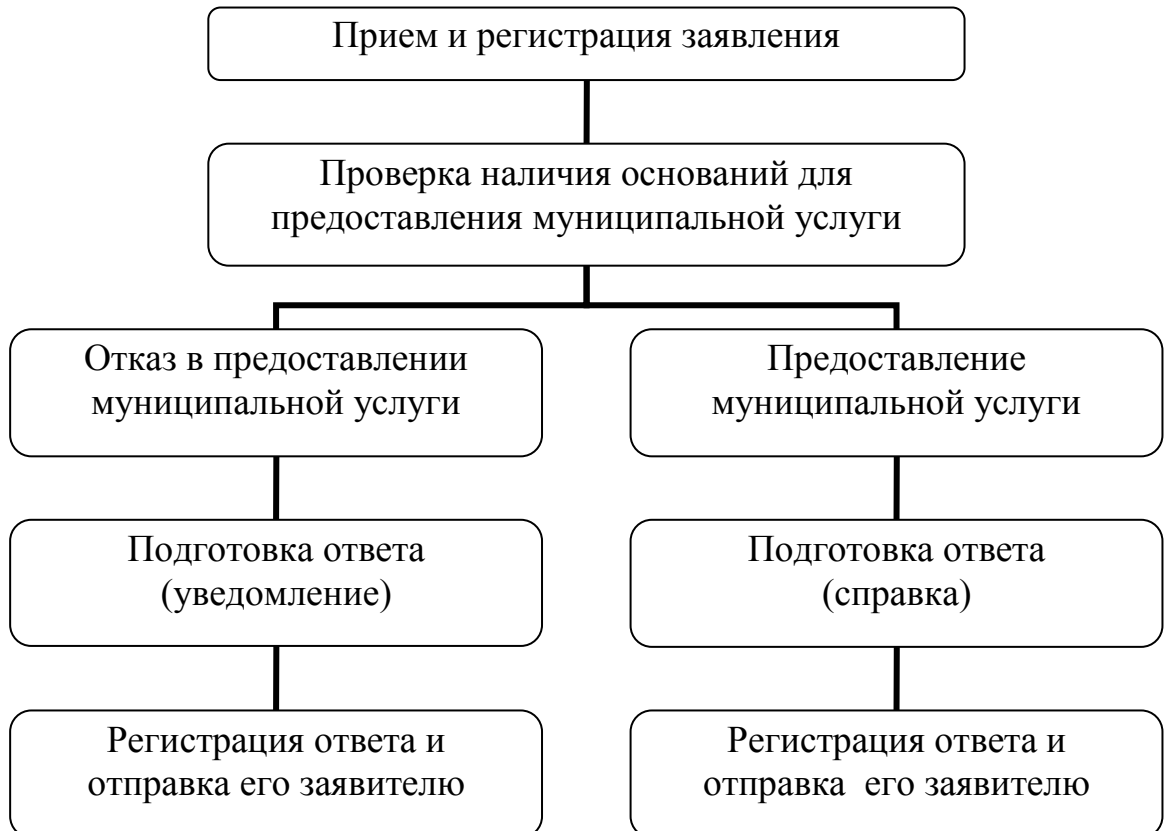 Прием и регистрация заявления
Проверка наличия оснований для
предоставления муниципальной услуги
Отказ в предоставлении
муниципальной услуги
Предоставление
муниципальной услуги
Подготовка ответа
(уведомление)
Подготовка ответа
(справка)
Регистрация ответа и
отправка его заявителю
Регистрация ответа и
отправка его заявителю